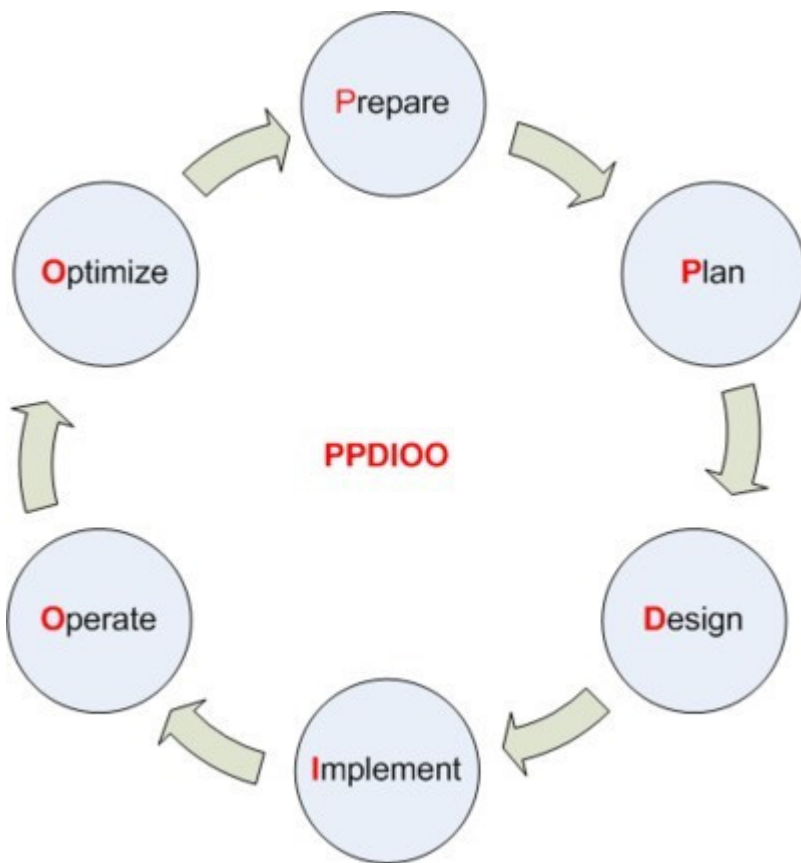 Prepare
Plan
Design
Implement
Operate
Optimize
PPDIOO